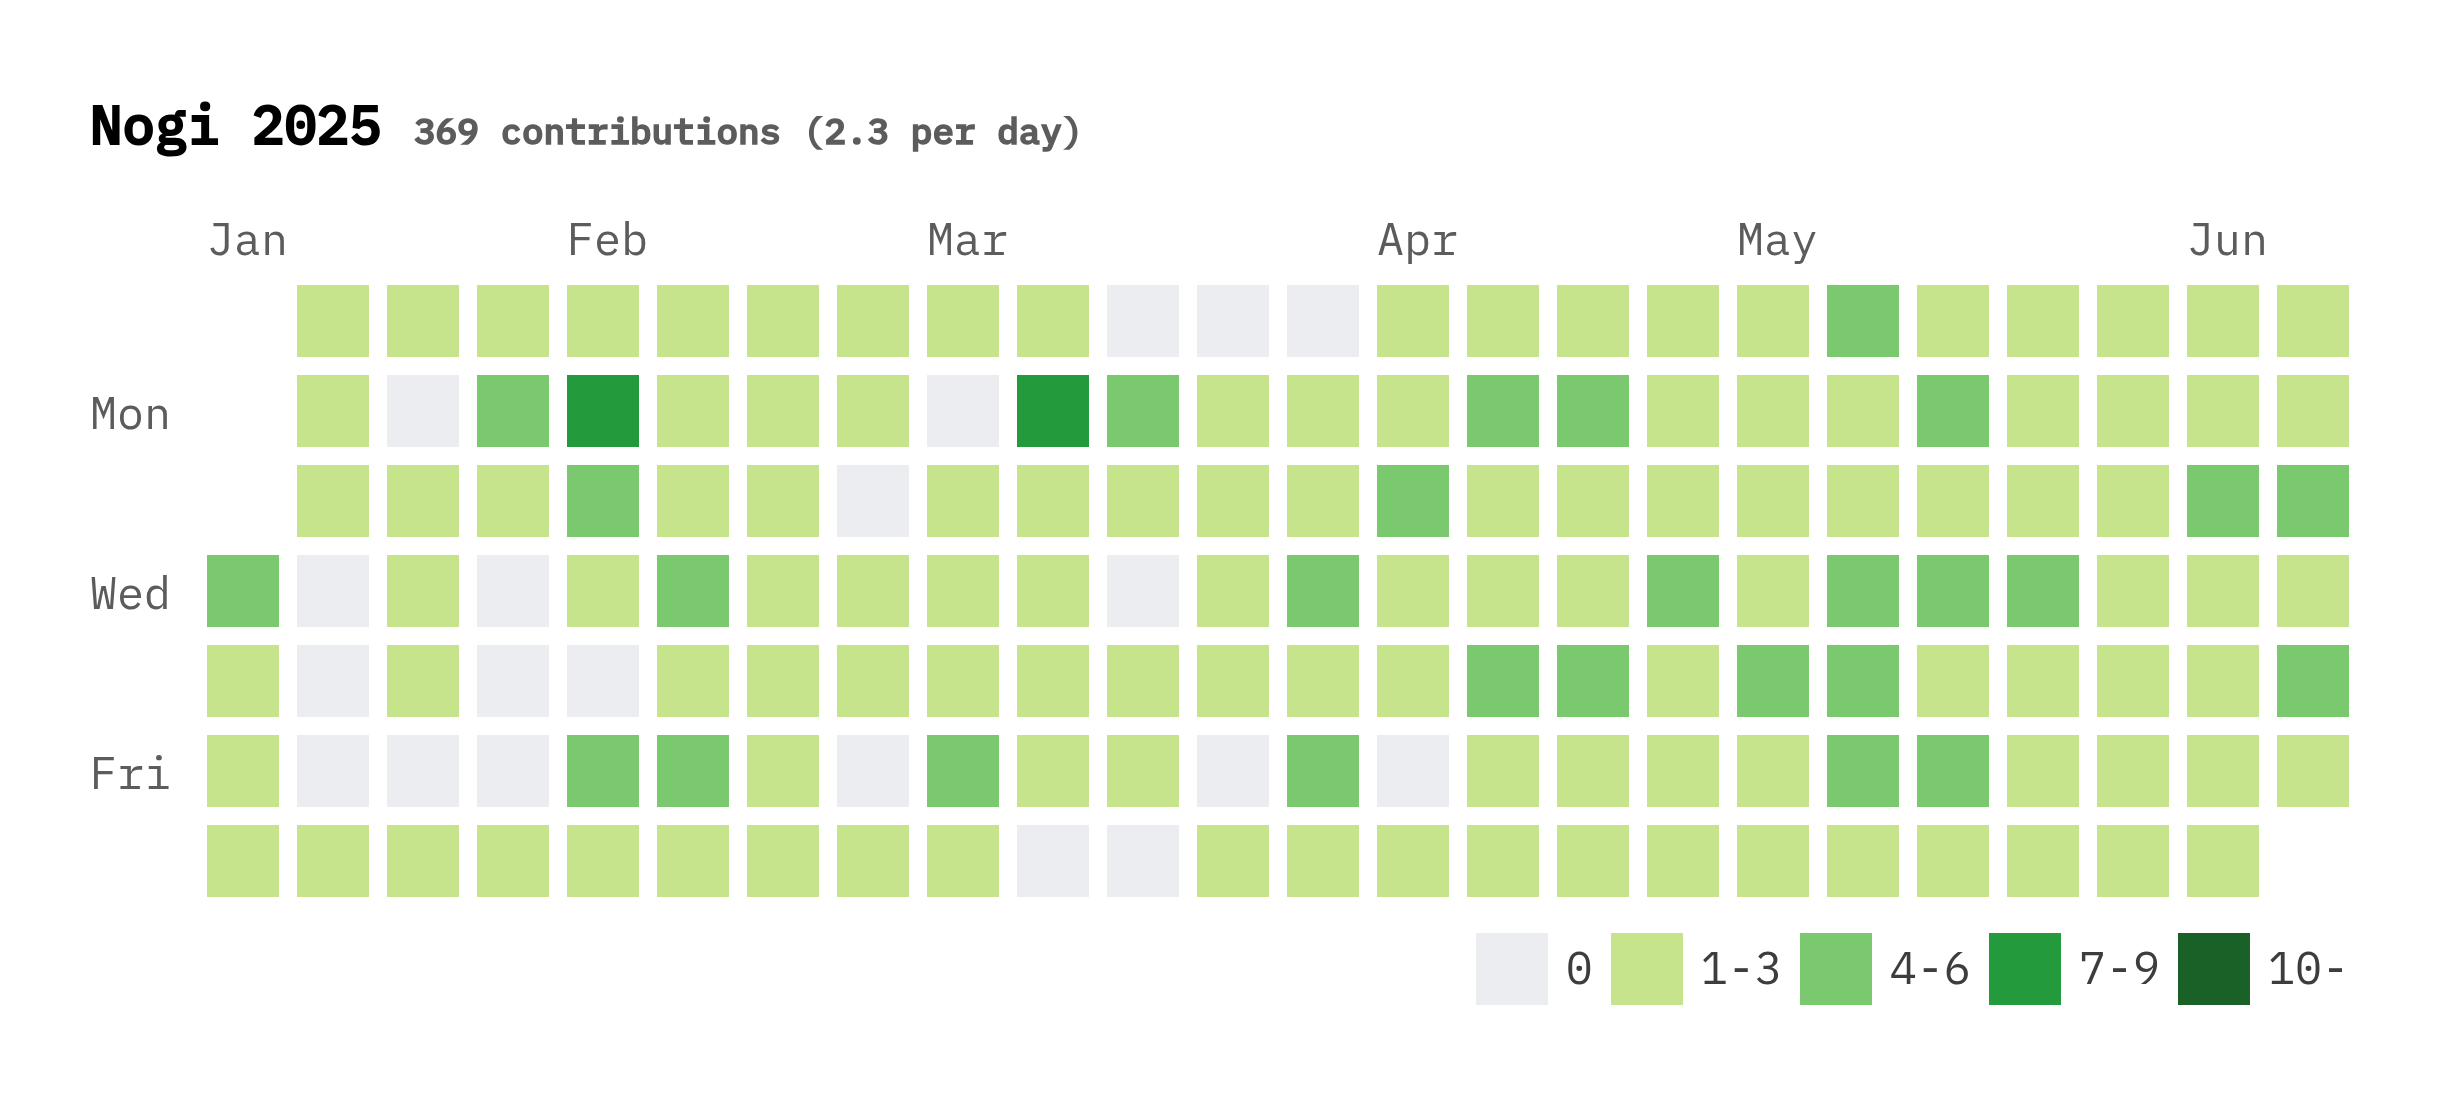 Nogi 2025 369 contributions (2.3 per day)
Jan Feb Mar Apr May Jun
Mon
Wed
Fri
0 1-3 4-6 7-9 10-